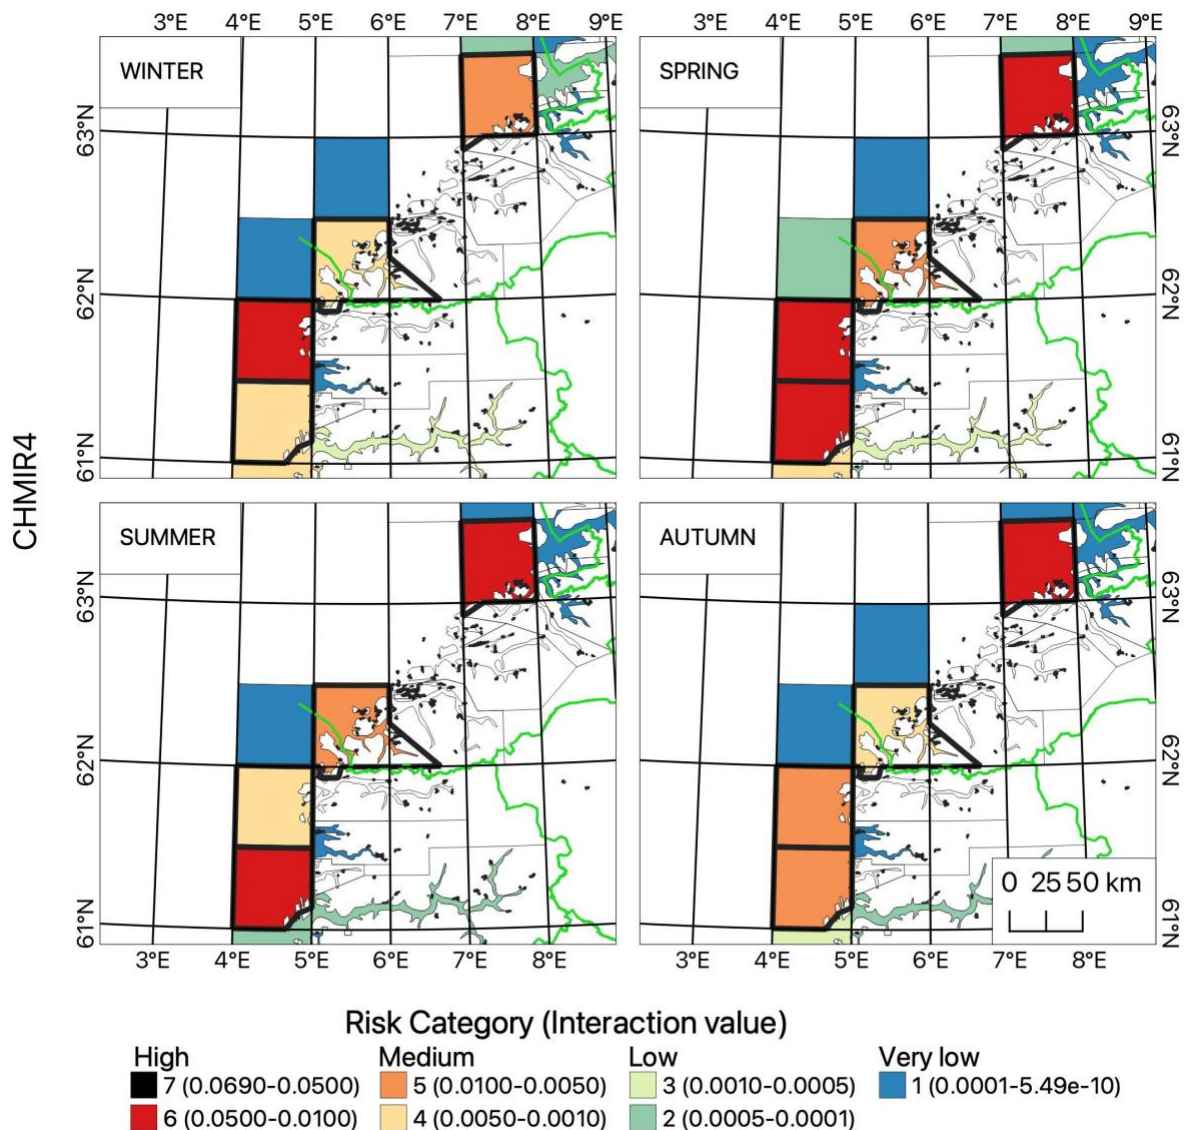 3°E 4°E 5°E 6°E 7°E 8°E 9°E 3°E 4°E 5°E 6°E 7°E 8°E 9°E
WINTER SPRING
63°N 63°N
62°N 62°N
61°N 61°N
CHMIR4
SUMMER AUTUMN
63°N 63°N
62°N 62°N
0 25 50 km
61°N 61°N
3°E 4°E 5°E 6°E 7°E 8°E 3°E 4°E 5°E 6°E 7°E 8°E
Risk Category (Interaction value)
High Medium Low Very low
7 (0.0690-0.0500) 5 (0.0100-0.0050) 3 (0.0010-0.0005) 1 (0.0001-5.49e-10)
6 (0.0500-0.0100) 4 (0.0050-0.0010) 2 (0.0005-0.0001)